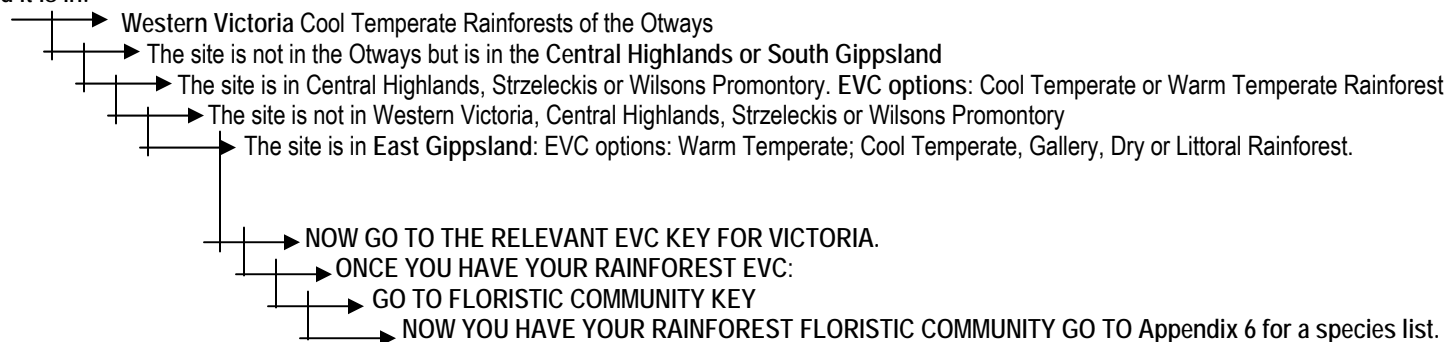 it is in:
Western Victoria Cool Temperate Rainforests of the Otways
The site is not in the Otways but is in the Central Highlands or South Gippsland
The site is in Central Highlands, Strzeleckis or Wilsons Promontory. EVC options: Cool Temperate or Warm Temperate Rainforest
The site is not in Western Victoria, Central Highlands, Strzeleckis or Wilsons Promontory
The site is in East Gippsland: EVC options: Warm Temperate; Cool Temperate, Gallery, Dry or Littoral Rainforest.
NOW GO TO THE RELEVANT EVC KEY FOR VICTORIA.
ONCE YOU HAVE YOUR RAINFOREST EVC:
GO TO FLORISTIC COMMUNITY KEY
NOW YOU HAVE YOUR RAINFOREST FLORISTIC COMMUNITY GO TO Appendix 6 for a species list.